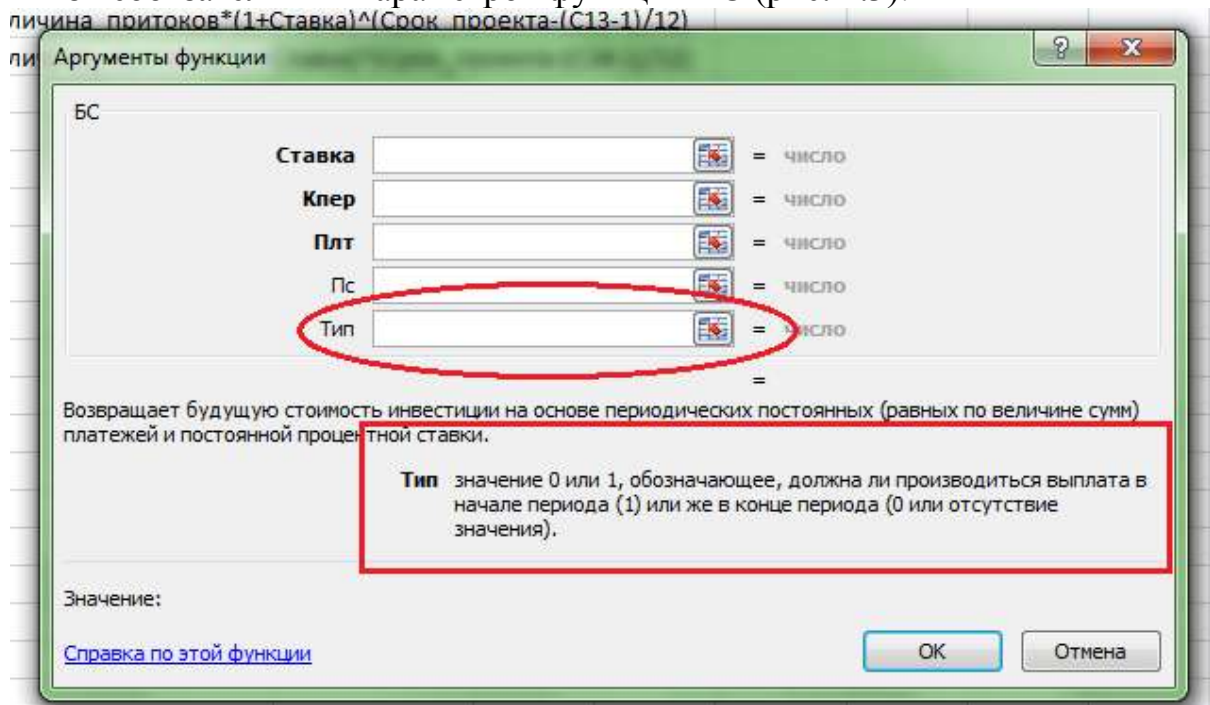 личина_притоков*(1+Ставка)^(Срок_проекта-(C13-1)/12)
ли
Аргументы функции
БС
Ставка = число
Кпер = число
Плт = число
Пс = число
Тип = число
=
Возвращает будущую стоимость инвестиции на основе периодических постоянных (равных по величине сумм)
платежей и постоянной процентной ставки.
Тип значение 0 или 1, обозначающее, должна ли производиться выплата в
начале периода (1) или же в конце периода (0 или отсутствие
значения).
Значение:
Справка по этой функции
ОК
Отмена